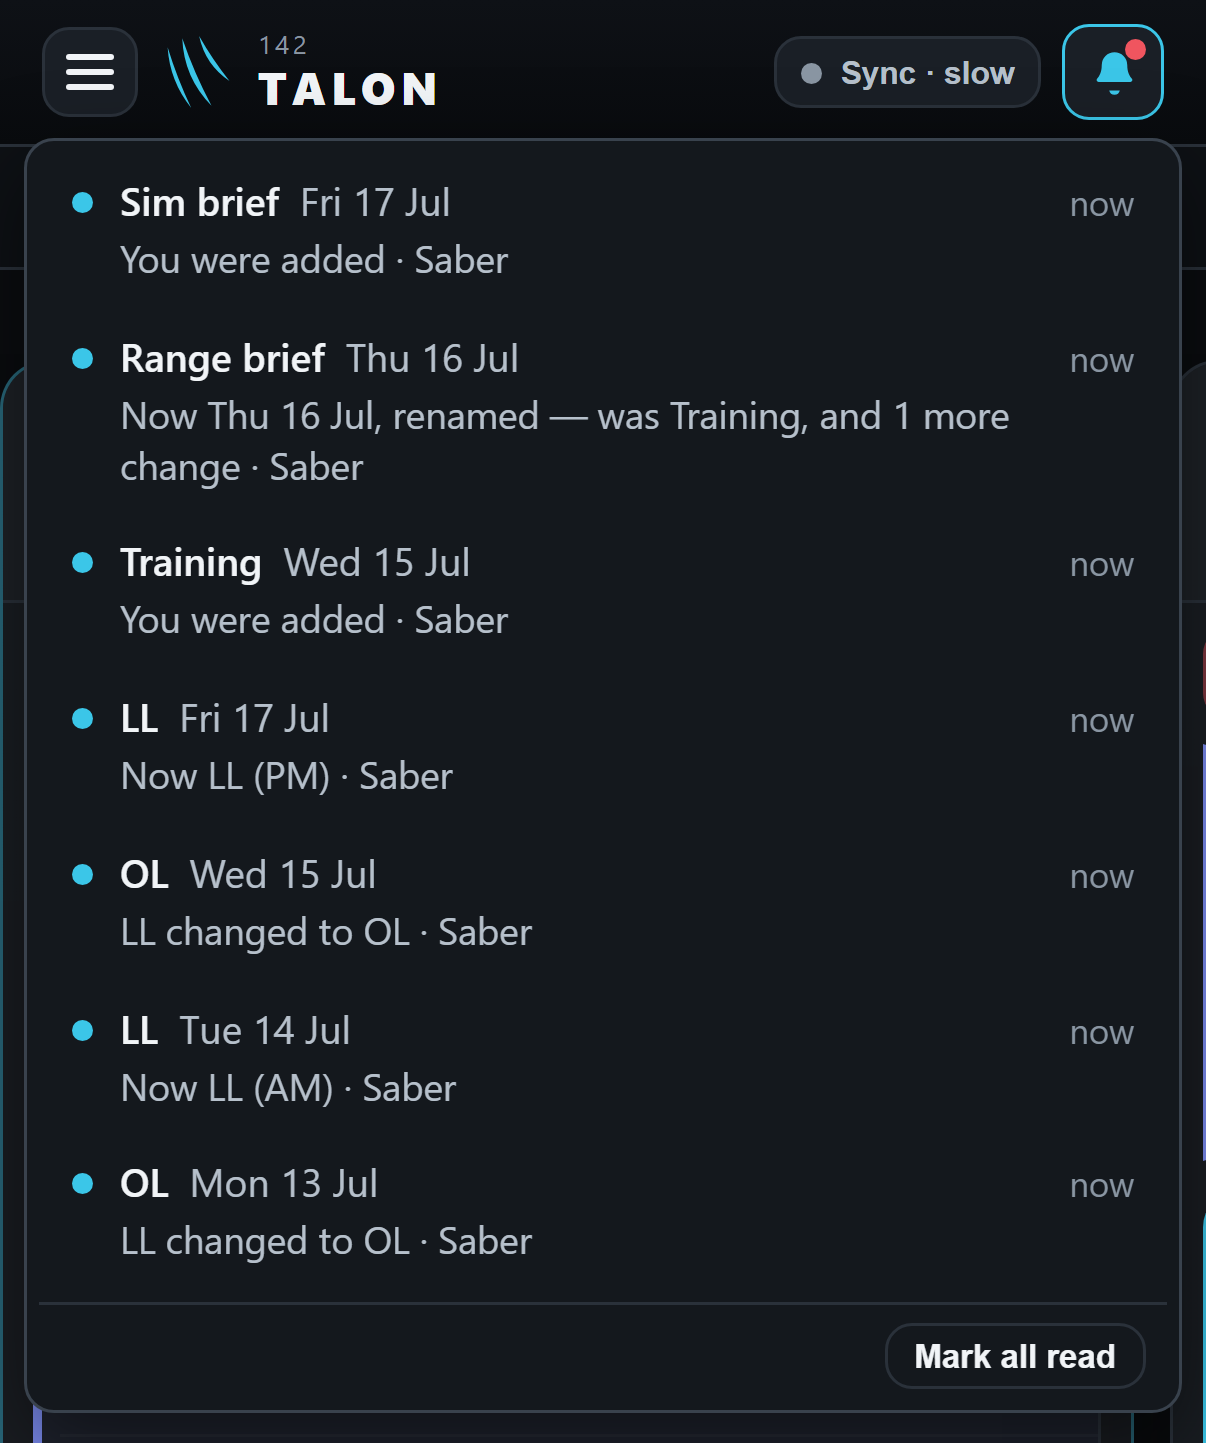 142
TALON
Sync · slow
Sim brief Fri 17 Jul now
You were added · Saber
Range brief Thu 16 Jul now
Now Thu 16 Jul, renamed — was Training, and 1 more
change · Saber
Training Wed 15 Jul now
You were added · Saber
LL Fri 17 Jul now
Now LL (PM) · Saber
OL Wed 15 Jul now
LL changed to OL · Saber
LL Tue 14 Jul now
Now LL (AM) · Saber
OL Mon 13 Jul now
LL changed to OL · Saber
Mark all read